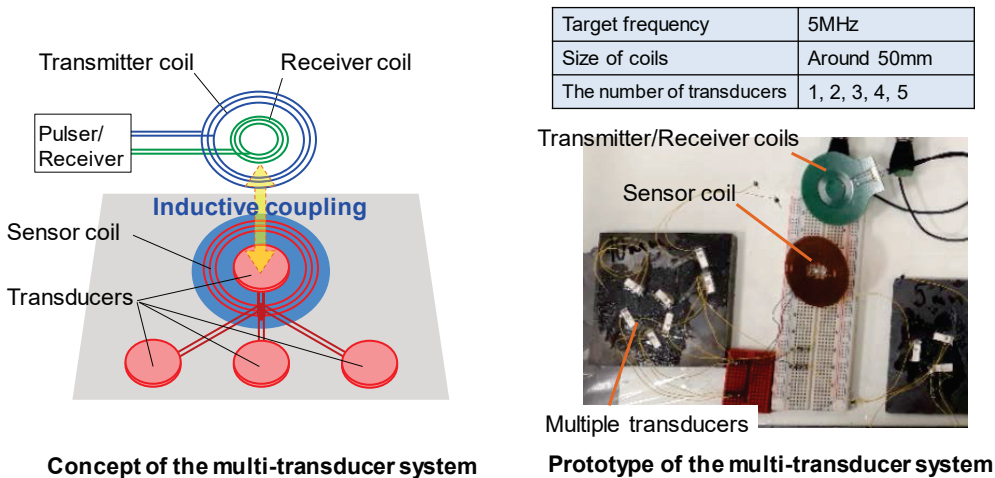 Transmitter coil
Receiver coil
Pulser/
Receiver
Inductive coupling
Sensor coil
Transducers
Concept of the multi-transducer system
Target frequency 5MHz
Size of coils Around 50mm
The number of transducers 1, 2, 3, 4, 5
Transmitter/Receiver coils
Sensor coil
Multiple transducers
Prototype of the multi-transducer system